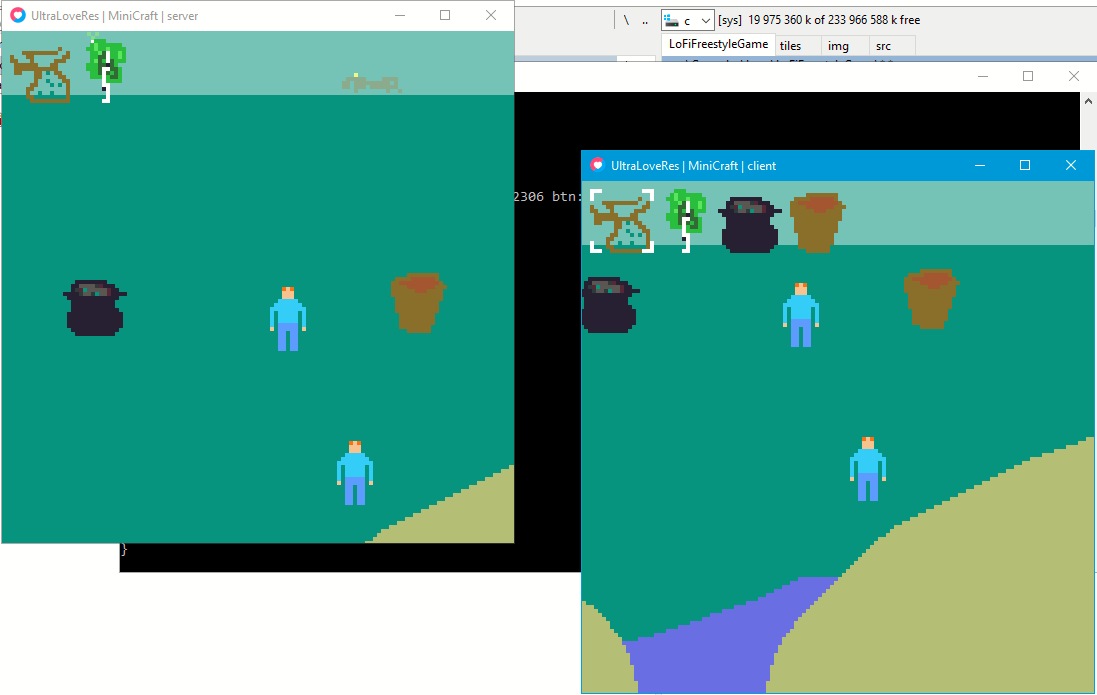 UltraLoveRes | MiniCraft | server
\ .. c [sys] 19 975 360 k of 233 966 588 k free
LoFiFreestyleGame tiles img src
UltraLoveRes | MiniCraft | client
2306 btn:
}